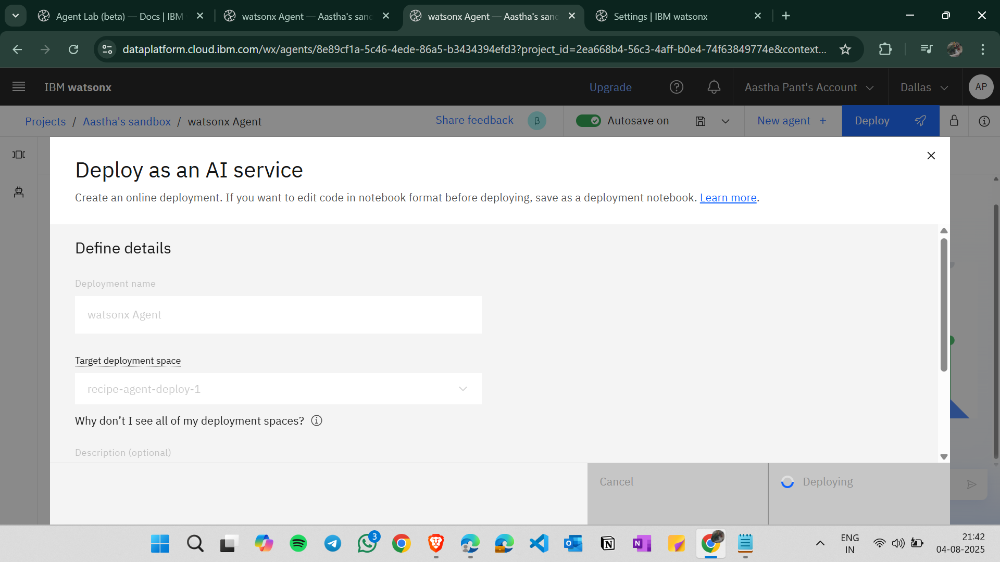 Agent Lab (beta) — Docs | IBM
watsonx Agent — Aastha's sanc
watsonx Agent — Aastha's sand
Settings | IBM watsonx
dataplatform.cloud.ibm.com/wx/agents/8e89cf1a-5c46-4ede-86a5-b3434394efd3?project_id=2ea668b4-56c3-4aff-b0e4-74f63849774e&context...
IBM watsonx
Upgrade
Aastha Pant's Account
Dallas
AP
Projects / Aastha's sandbox / watsonx Agent
Share feedback
β
Autosave on
New agent +
Deploy
Deploy as an AI service
Create an online deployment. If you want to edit code in notebook format before deploying, save as a deployment notebook. Learn more.
Define details
Deployment name
watsonx Agent
Target deployment space
recipe-agent-deploy-1
Why don’t I see all of my deployment spaces?
Description (optional)
Cancel
Deploying
3
ENG
IN
21:42
04-08-2025